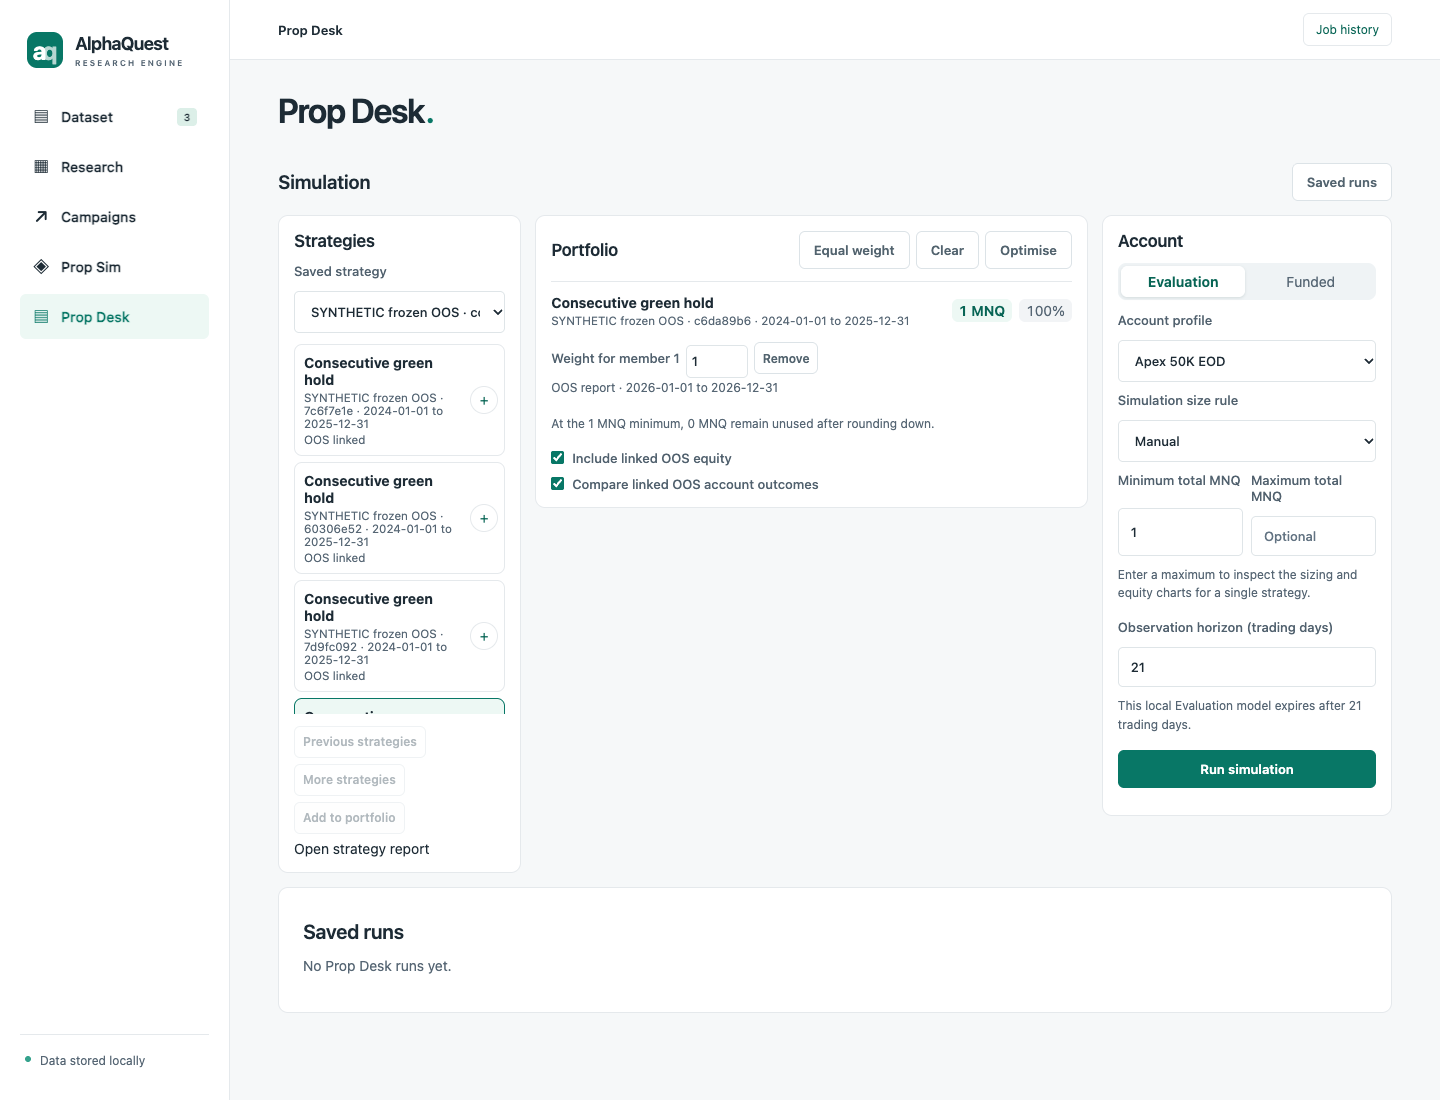 aq
AlphaQuest
RESEARCH ENGINE
Dataset
3
Research
Campaigns
Prop Sim
Prop Desk
Data stored locally
Prop Desk
Job history
Prop Desk.
Simulation
Saved runs
Strategies
Saved strategy
SYNTHETIC frozen OOS ·
Consecutive green
hold
SYNTHETIC frozen OOS ·
7c6f7e1e · 2024-01-01 to
2025-12-31
OOS linked
+
Consecutive green
hold
SYNTHETIC frozen OOS ·
60306e52 · 2024-01-01 to
2025-12-31
OOS linked
+
Consecutive green
hold
SYNTHETIC frozen OOS ·
7d9fc092 · 2024-01-01 to
2025-12-31
OOS linked
+
Previous strategies
More strategies
Add to portfolio
Open strategy report
Portfolio
Equal weight
Clear
Optimise
Consecutive green hold
1 MNQ
100%
SYNTHETIC frozen OOS · c6da89b6 · 2024-01-01 to 2025-12-31
Weight for member 1
1
Remove
OOS report · 2026-01-01 to 2026-12-31
At the 1 MNQ minimum, 0 MNQ remain unused after rounding down.
Include linked OOS equity
Compare linked OOS account outcomes
Account
Evaluation
Funded
Account profile
Apex 50K EOD
Simulation size rule
Manual
Minimum total MNQ
1
Maximum total
MNQ
Optional
Enter a maximum to inspect the sizing and
equity charts for a single strategy.
Observation horizon (trading days)
21
This local Evaluation model expires after 21
trading days.
Run simulation
Saved runs
No Prop Desk runs yet.